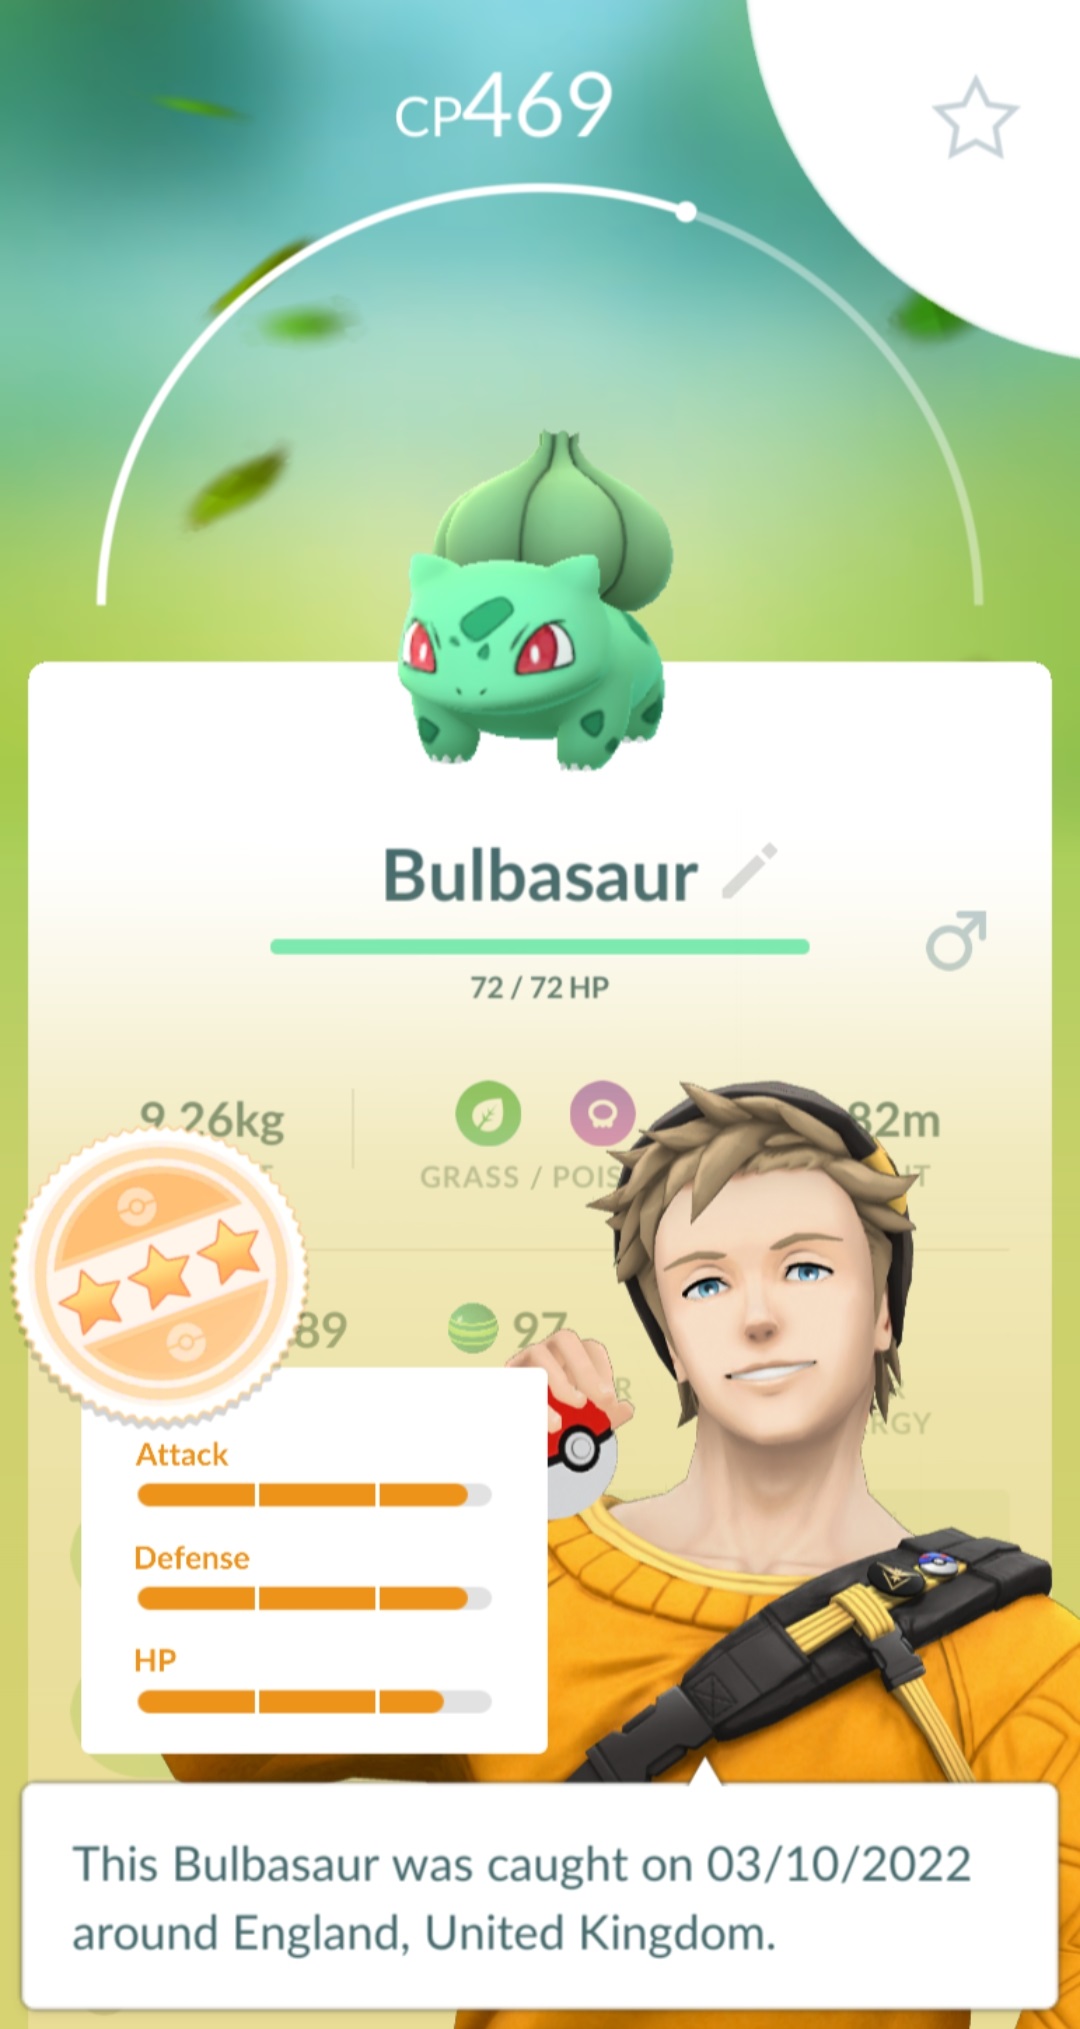 CP469
Bulbasaur
72 / 72 HP
9.26kg
82m
GRASS / POIS
89
97
Attack
Defense
HP
This Bulbasaur was caught on 03/10/2022
around England, United Kingdom.